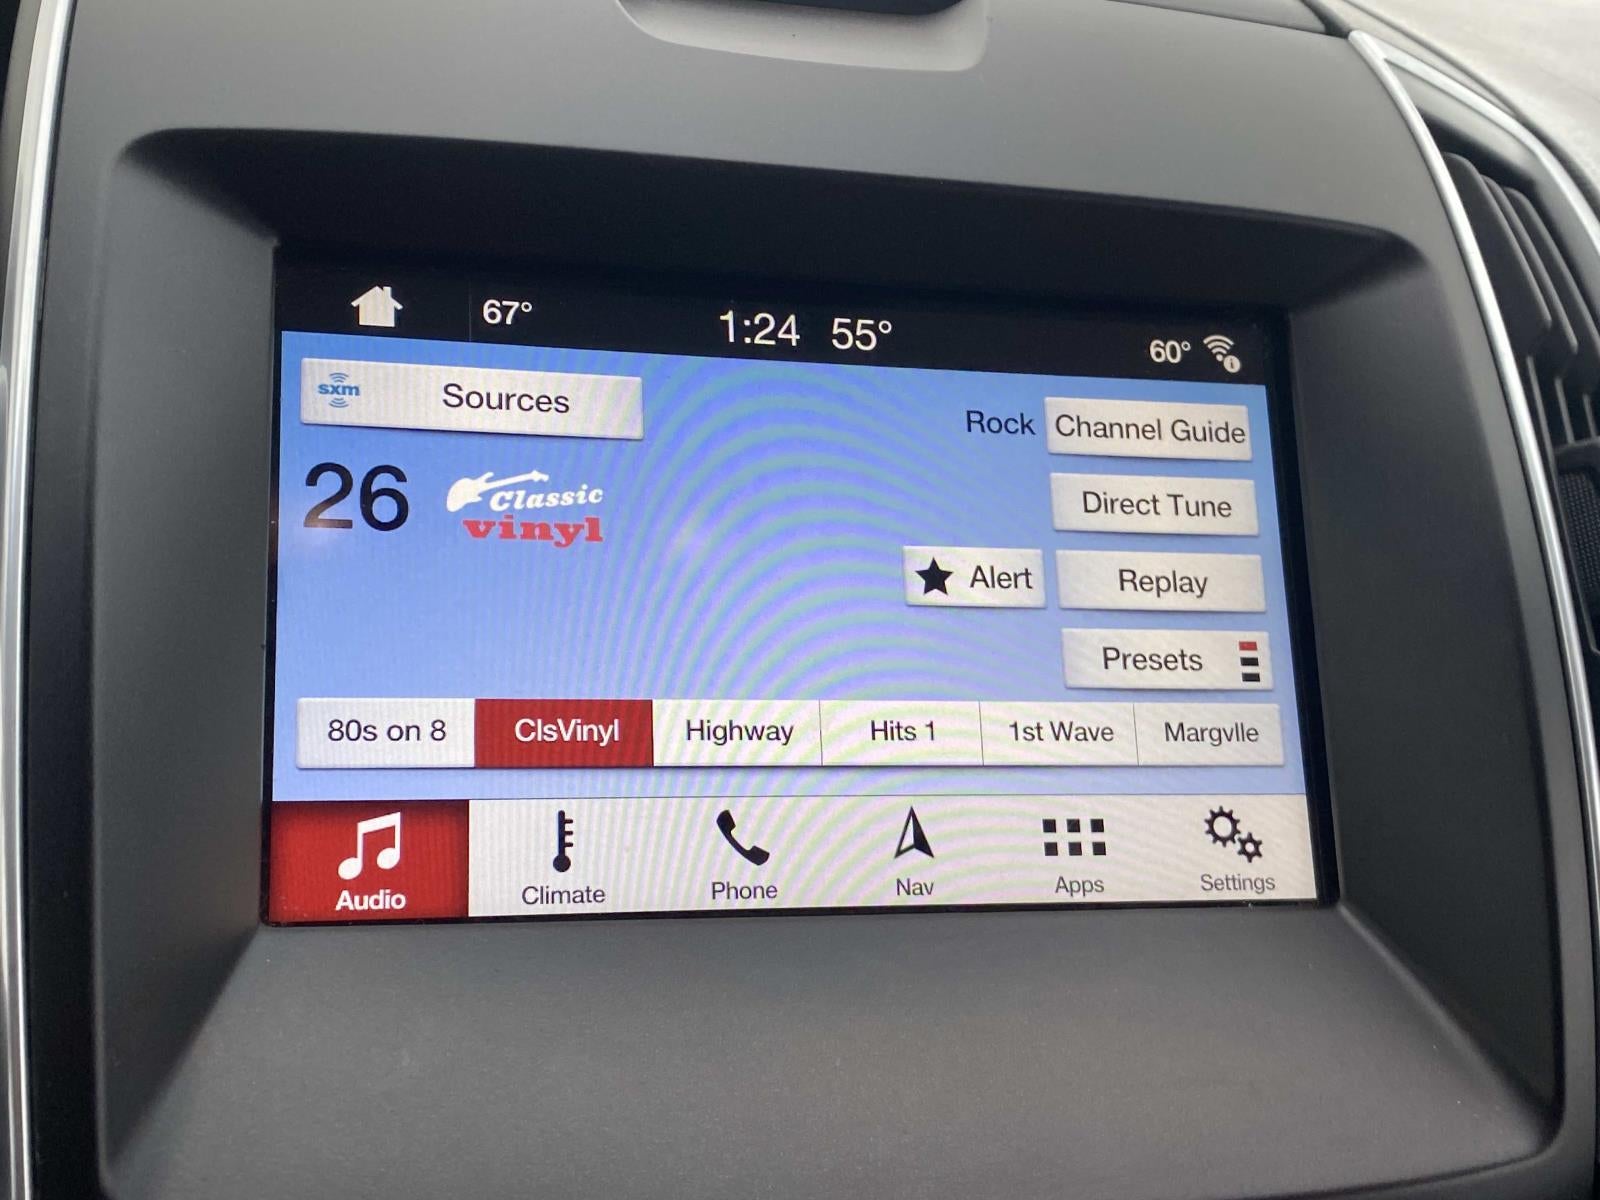 67° 1:24 55° 60°
sxm Sources
Rock Channel Guide
26 Classic vinyl
Direct Tune
Alert Replay
Presets
80s on 8 ClsVinyl Highway Hits 1 1st Wave Margvlle
Audio Climate Phone Nav Apps Settings